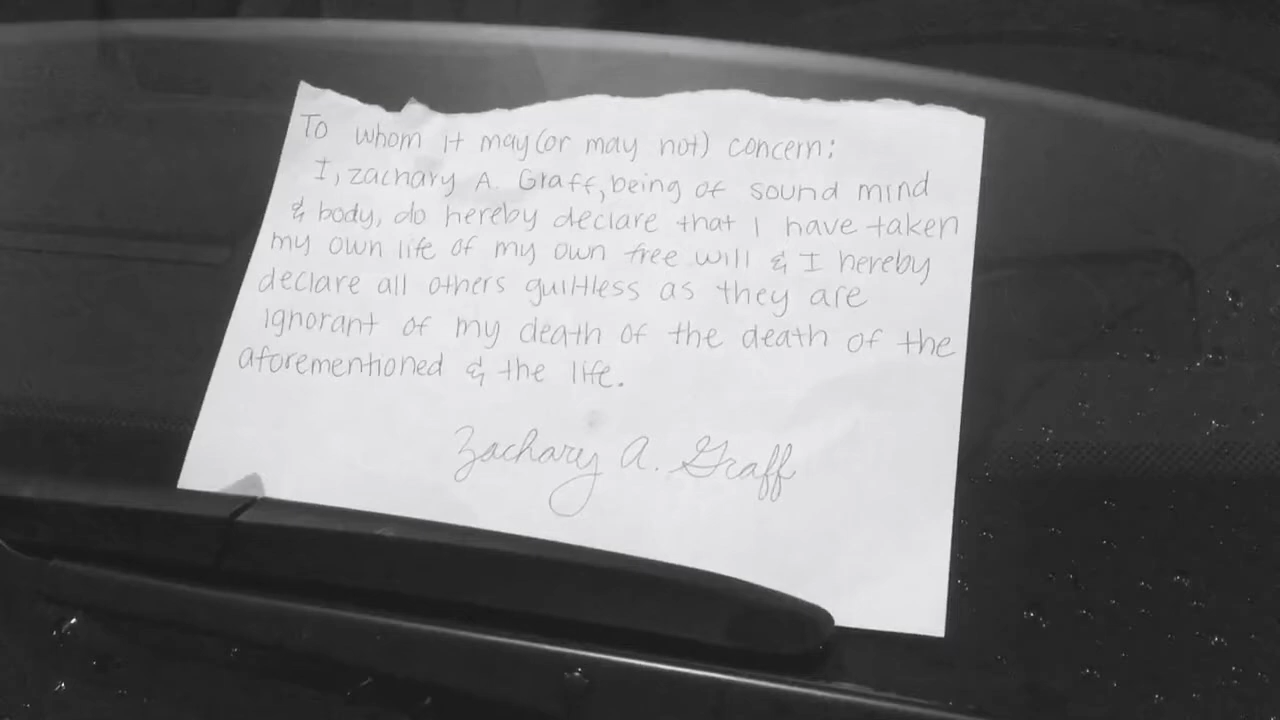 To whom it may (or may not) concern:
I, zachary A. Graff, being of sound mind
& body, do hereby declare that I have taken
my own life of my own free will & I hereby
declare all others guiltless as they are
ignorant of my death of the death of the
aforementioned & the life.
Zachary A. Graff